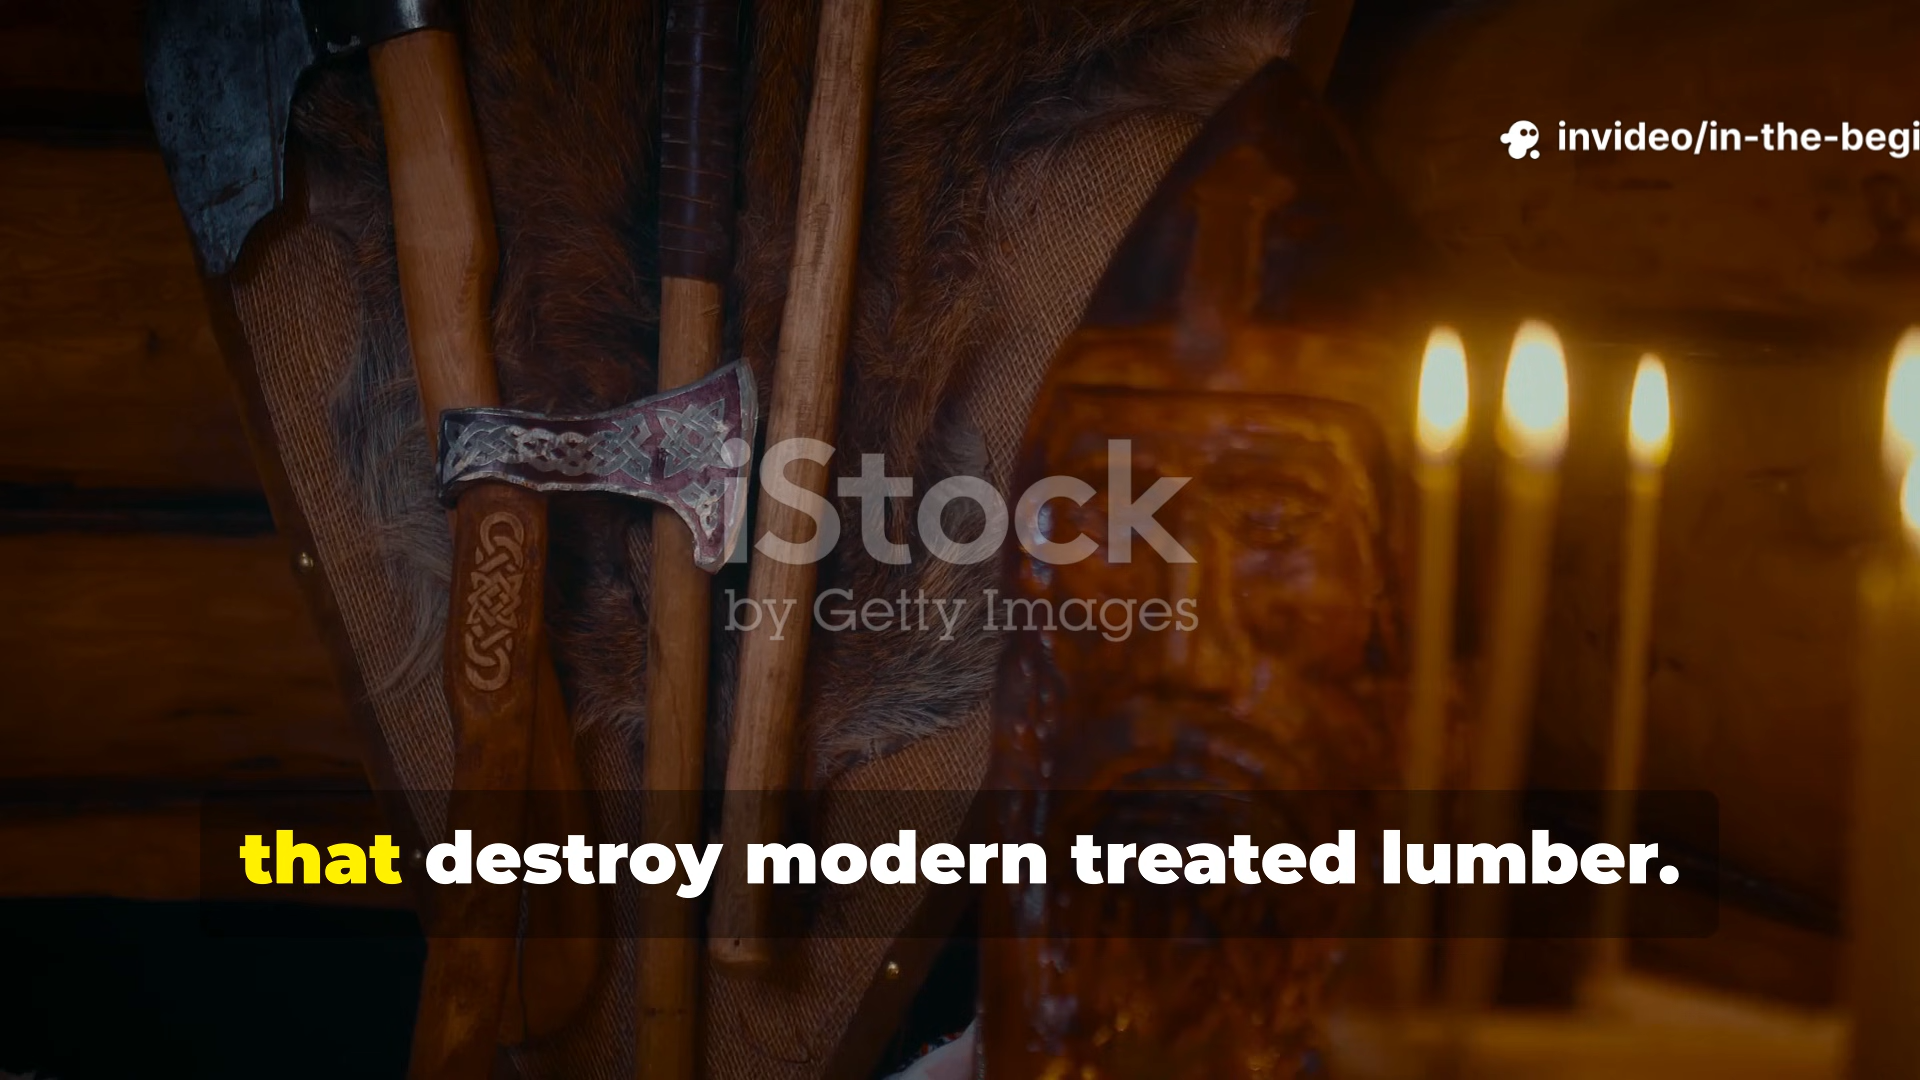 invideo/in-the-begi
iStock
by Getty Images
that destroy modern treated lumber.